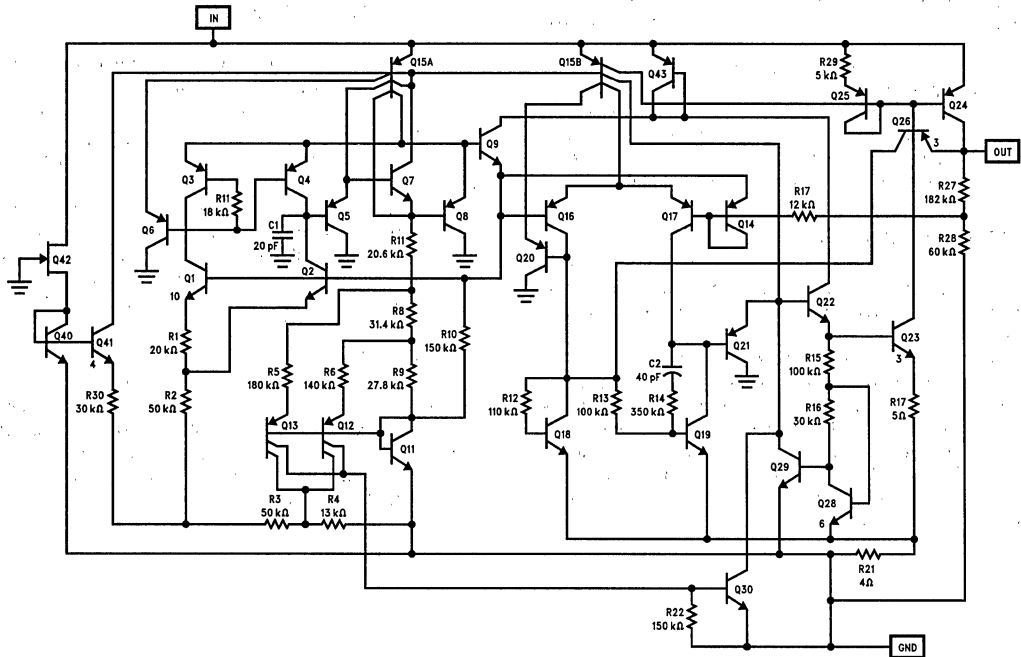 IN
Q15A
Q15B
Q43
R29
5 kΩ
Q25
Q24
Q26
3
OUT
Q9
Q3
R11
18 kΩ
Q4
Q7
Q5
Q8
Q6
C1
20 pF
Q16
Q17
Q14
R17
12 kΩ
R27
182 kΩ
R28
60 kΩ
R11
20.6 kΩ
Q20
Q42
Q1
10
Q2
R8
31.4 kΩ
R10
150 kΩ
Q22
Q40
Q41
4
R1
20 kΩ
R5
180 kΩ
R6
140 kΩ
R9
27.8 kΩ
Q21
C2
40 pF
Q23
3
R15
100 kΩ
R30
30 kΩ
R2
50 kΩ
R12
110 kΩ
R13
100 kΩ
R14
350 kΩ
R16
30 kΩ
R17
5Ω
Q13
Q12
Q11
Q18
Q19
Q29
Q28
6
R3
50 kΩ
R4
13 kΩ
R21
4Ω
Q30
R22
150 kΩ
GND